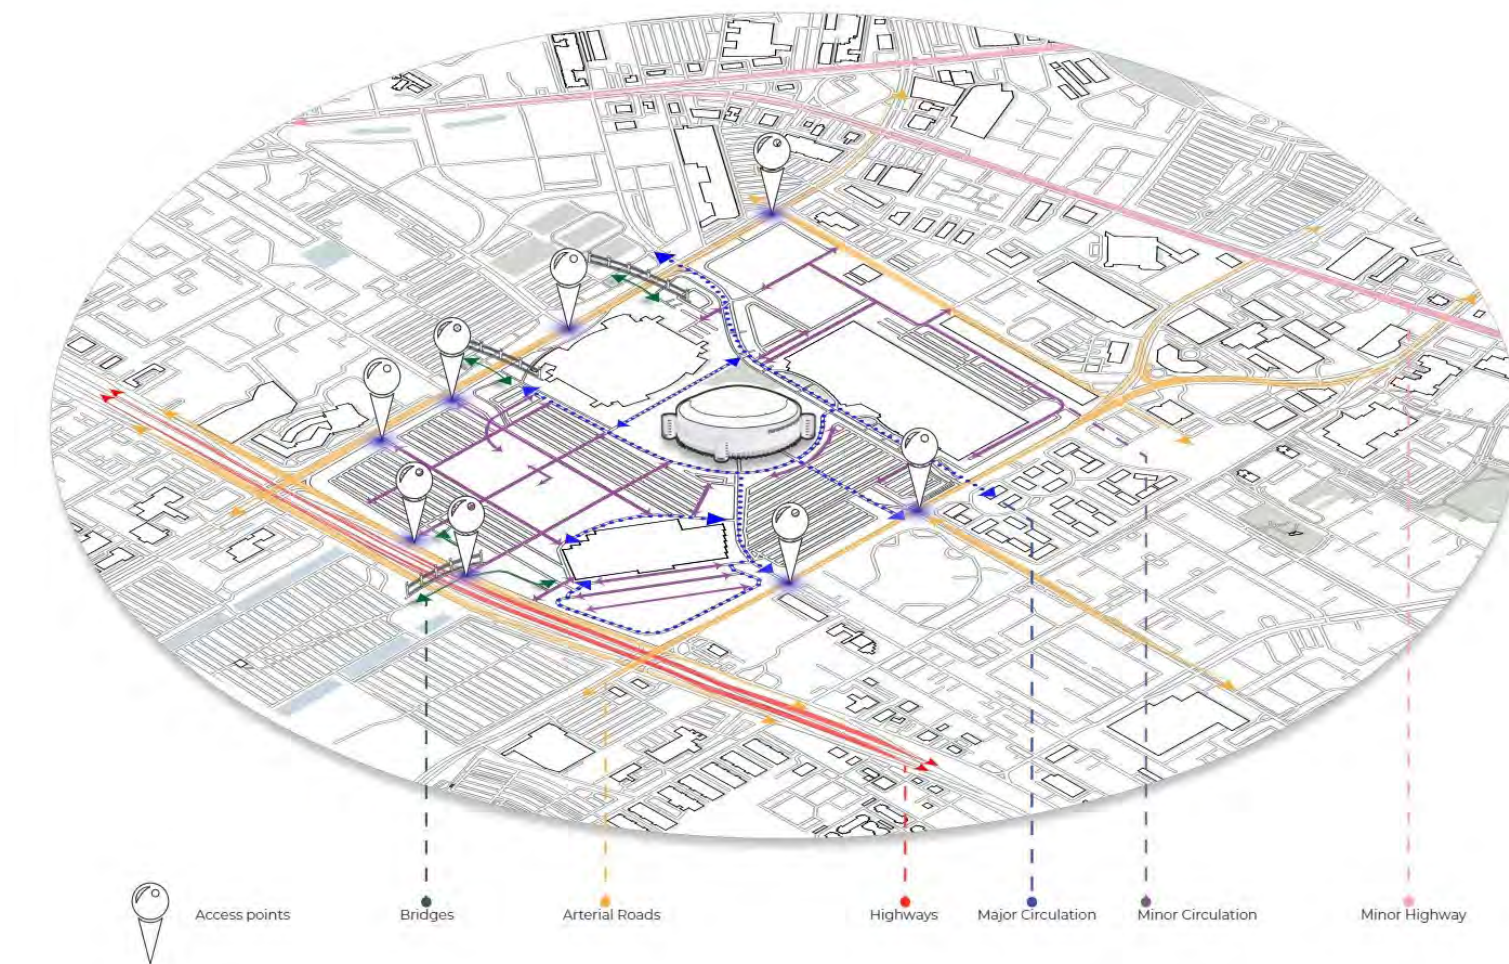 Access points
Bridges
Arterial Roads
Highways
Major Circulation
Minor Circulation
Minor Highway